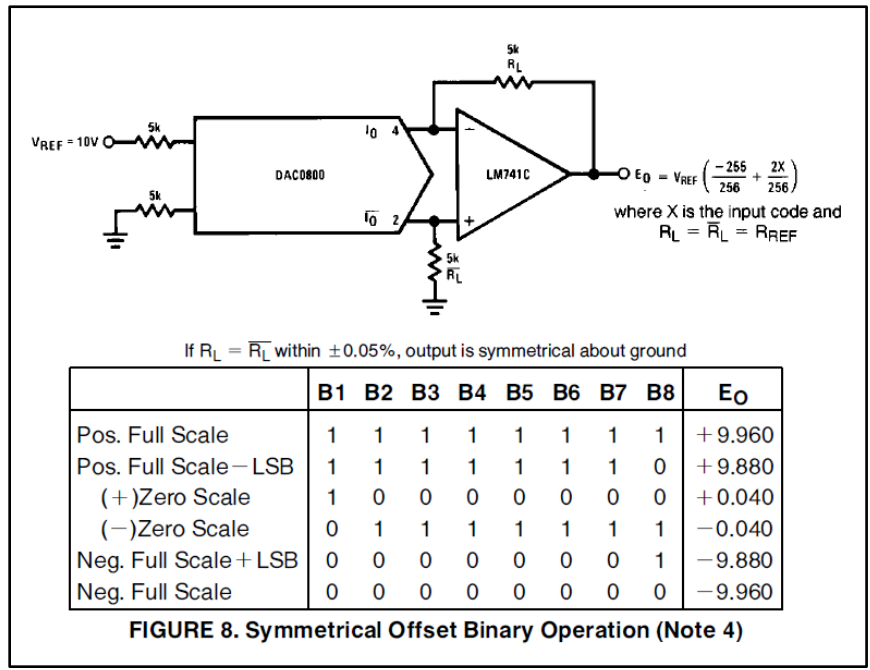 5k
RL
VREF = 10V
5k
IO 4
−
DAC0800
LM741C
EO = VREF (−255/256 + 2X/256)
5k
I̅O̅ 2
+
where X is the input code and
RL = R̅L = RREF
5k
R̅L̅
If RL = R̅L̅ within ±0.05%, output is symmetrical about ground
B1 B2 B3 B4 B5 B6 B7 B8 EO
Pos. Full Scale 1 1 1 1 1 1 1 1 +9.960
Pos. Full Scale−LSB 1 1 1 1 1 1 1 0 +9.880
(+)Zero Scale 1 0 0 0 0 0 0 0 +0.040
(−)Zero Scale 0 1 1 1 1 1 1 1 −0.040
Neg. Full Scale+LSB 0 0 0 0 0 0 0 1 −9.880
Neg. Full Scale 0 0 0 0 0 0 0 0 −9.960
FIGURE 8. Symmetrical Offset Binary Operation (Note 4)